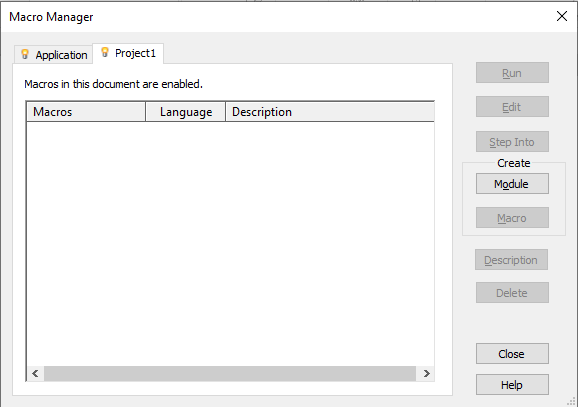 Macro Manager
Application
Project1
Macros in this document are enabled.
Macros Language Description
Run
Edit
Step Into
Create
Module
Macro
Description
Delete
Close
Help